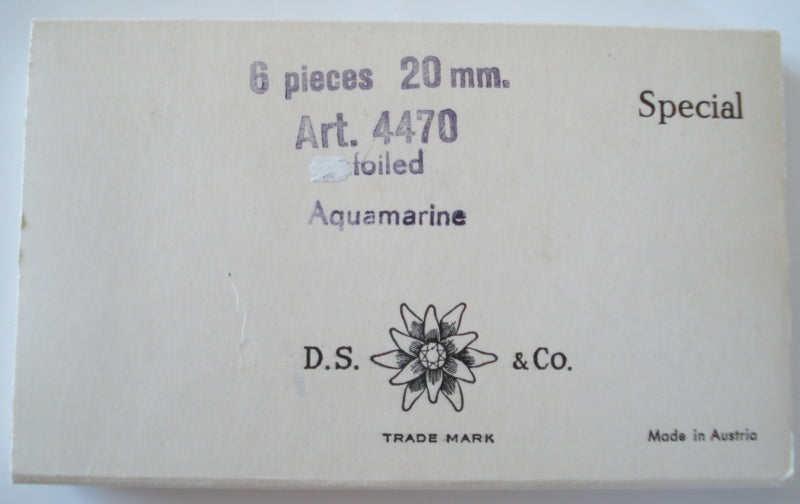 6 pieces 20 mm.
Special
Art. 4470
foiled
Aquamarine
D.S. & Co.
TRADE MARK
Made in Austria